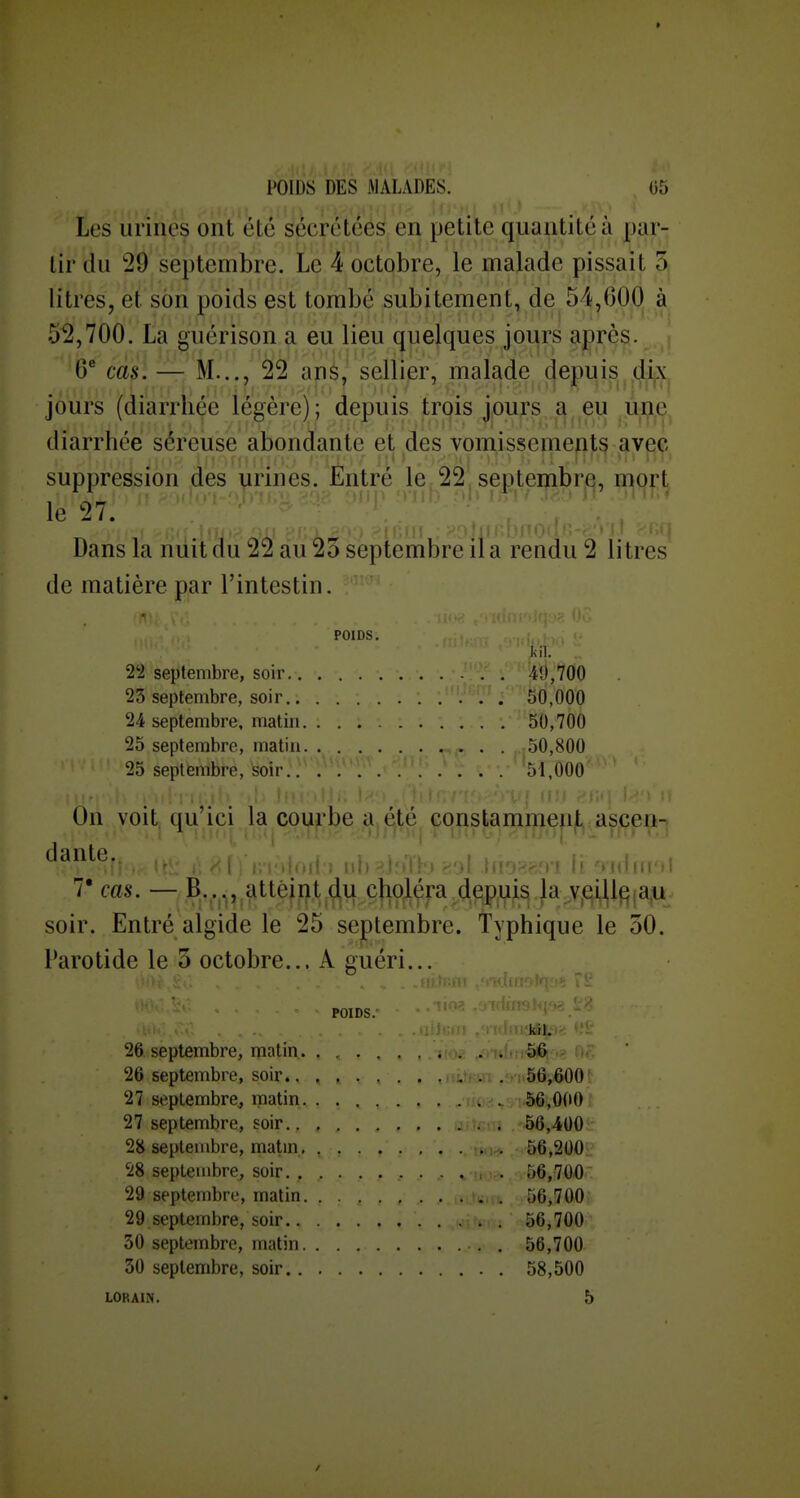 POIDS DES MALADES. 65
Les urines ont été sécrétées en petite quantité à par-
tir du 29 septembre. Le 4 octobre, le malade pissait 3
litres, et son poids est tombé subitement, de 54,600 à
52,700. La guérison a eu lieu quelques jours après.
6e cas. — M..., 22 ans, sellier, malade depuis dix
jours (diarrhée légère); depuis trois jours a eu une
diarrhée séreuse abondante et des vomissements avec
suppression des urines. Entré le 22 septembre, mort
le 27.
Dans la nuit du 22 au 23 septembre il a rendu 2 litres
de matière par l'intestin.
POIDS.
kil.
22 septembre, soir. . . . . . . . . . . . . 49,700
23 septembre, soir. . . . . . . . . . . . . 50,000
24 septembre, matin. . . . . . . . . . . . 50,700
25 septembre, matin. . . . . . . . . . . . 50,800
25 septembre, soir. . . . . . . . . . . . . 51,000
On voit qu'ici la courbe a été constamment ascen-
dante.
7e cas. — B..., atteint du choléra depuis la veille au
soir. Entré algide le 25 septembre. Typhique le 30.
Parotide le 3 octobre... A guéri...
POIDS.
kil.
26 septembre, matin. . . . . . . . . . . . 56
26 septembre, soir. . . . . . . . . . . . . 56,600
27 septembre, matin. . . . . . . . . . . . 56,000
27 septembre, soir. . . . . . . . . . . . . 56,400
28 septembre, matin. . . . . . . . . . . . 56,200
28 septembre, soir. . . . . . . . . . . . . 56,700
29 septembre, matin. . . . . . . . . . . . 56,700
29 septembre, soir. . . . . . . . . . . . . 56,700
30 septembre, matin. . . . . . . . . . . . 56,700
30 septembre, soir. . . . . . . . . . . . . 58,500
LORAIN. 5